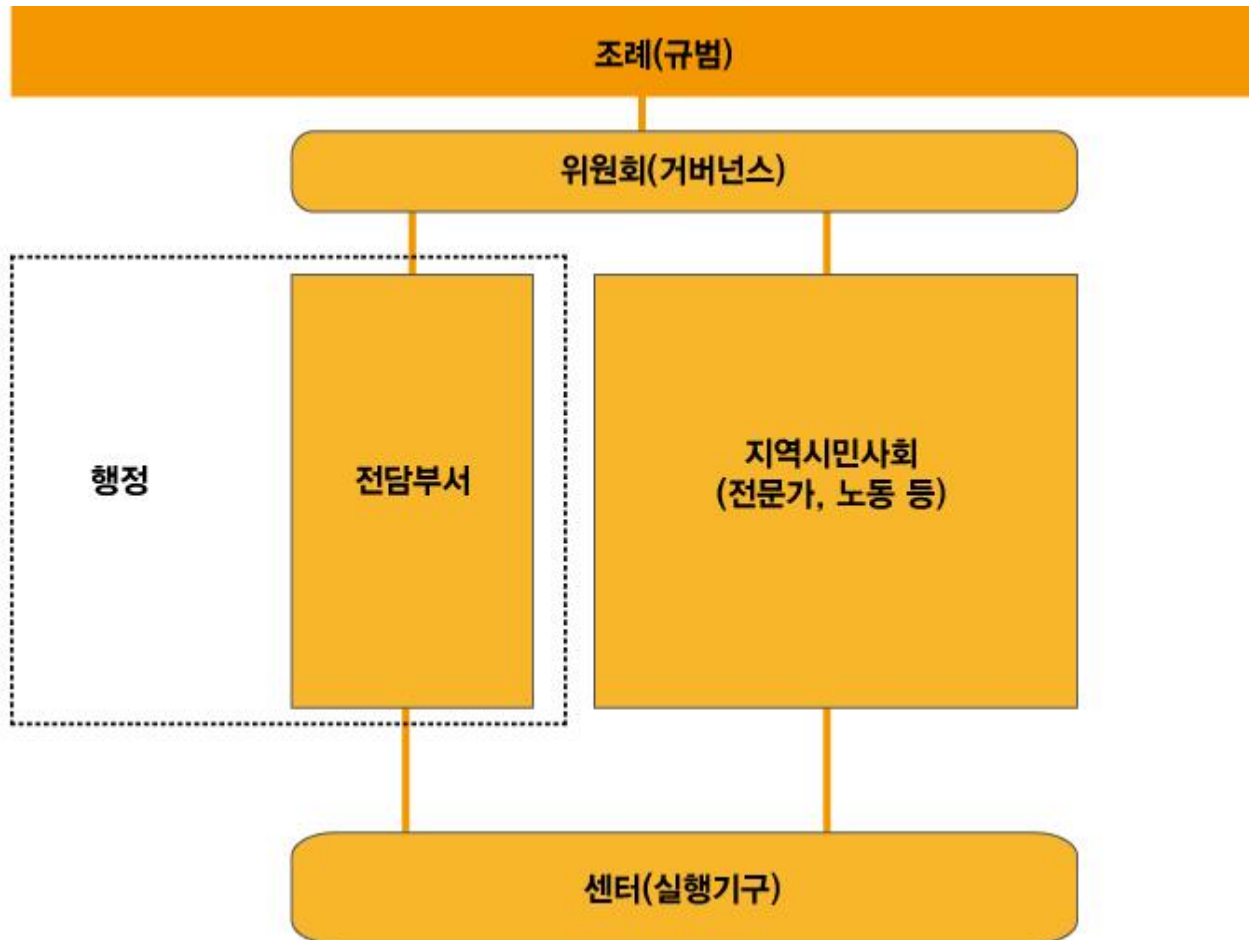 조례(규범)
위원회(거버넌스)
행정
전담부서
지역시민사회
(전문가, 노동 등)
센터(실행기구)